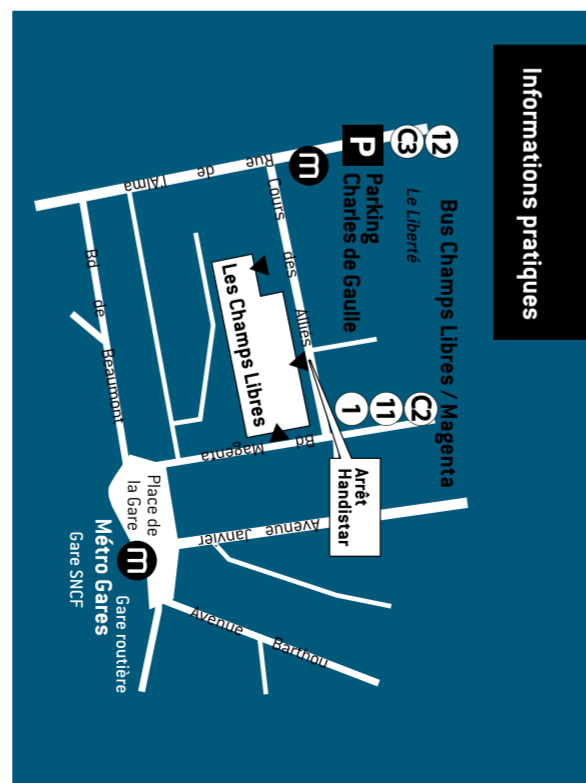 Informations pratiques
Bus Champs Libres / Magenta
12
C3
Le Liberté
C2
11
1
P
Parking
Charles de Gaulle
m
Rue de l'Alma
Cours des Alliés
Les Champs Libres
Arrêt
Handistar
Bd. Magenta
Bd de Beaumont
Avenue Janvier
Place de
la Gare
m
Gare routière
Métro Gares
Gare SNCF
Avenue Barthou